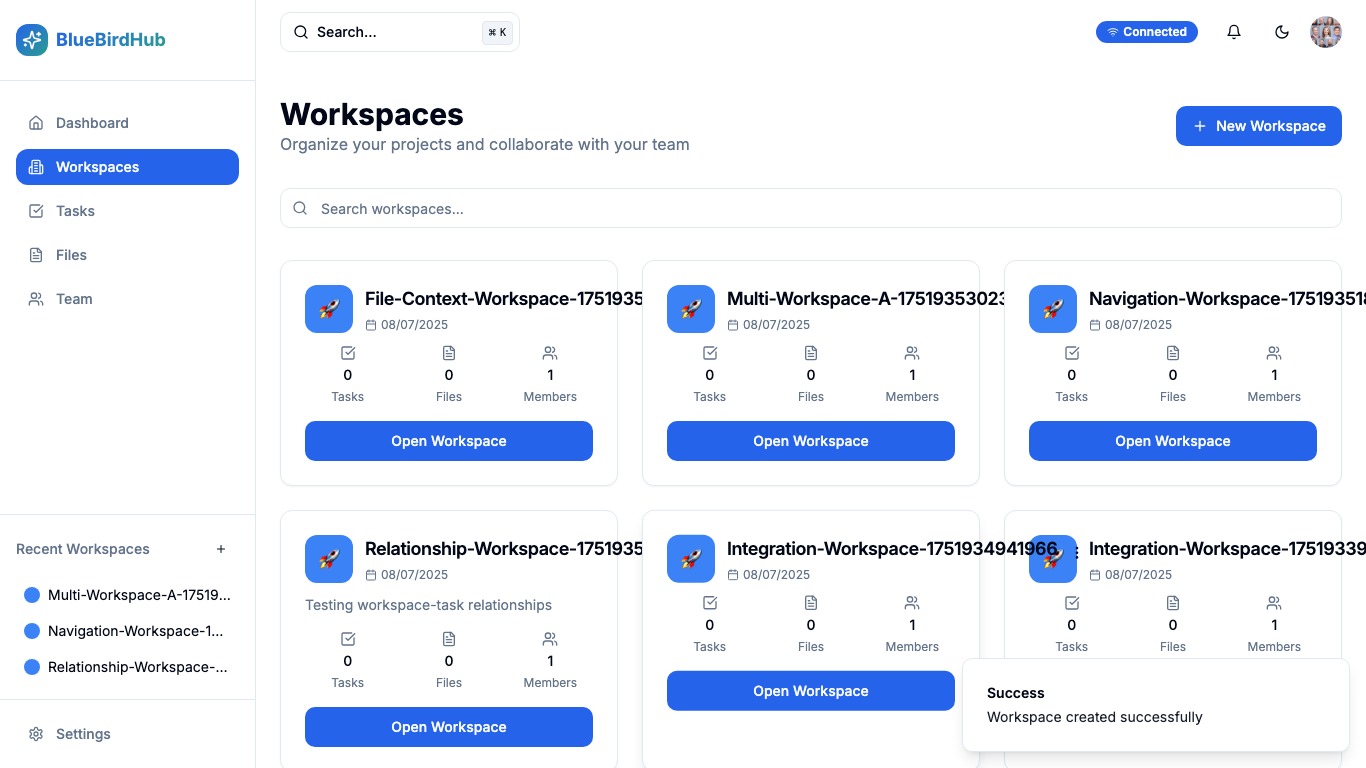 BlueBirdHub
Search...
⌘ K
Connected
Dashboard
Workspaces
Tasks
Files
Team
Recent Workspaces
+
Multi-Workspace-A-17519...
Navigation-Workspace-1...
Relationship-Workspace-...
Settings
Workspaces
Organize your projects and collaborate with your team
+ New Workspace
Search workspaces...
File-Context-Workspace-1751935
08/07/2025
0 0 1
Tasks Files Members
Open Workspace
Multi-Workspace-A-17519353023
08/07/2025
0 0 1
Tasks Files Members
Open Workspace
Navigation-Workspace-175193518
08/07/2025
0 0 1
Tasks Files Members
Open Workspace
Relationship-Workspace-1751935
08/07/2025
Testing workspace-task relationships
0 0 1
Tasks Files Members
Open Workspace
Integration-Workspace-1751934941966
08/07/2025
0 0 1
Tasks Files Members
Open Workspace
Integration-Workspace-17519339
08/07/2025
0 0 1
Tasks Files Members
Success
Workspace created successfully